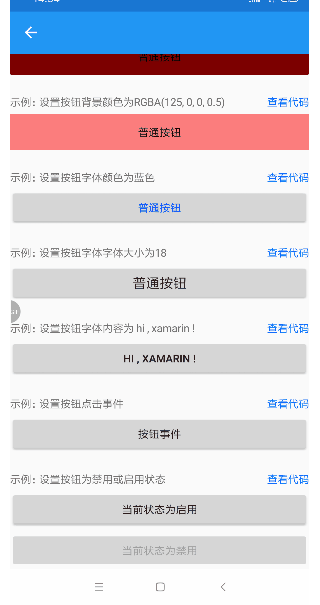 普通按钮
示例：设置按钮背景颜色为RGBA(125, 0, 0, 0.5) 查看代码
普通按钮
示例：设置按钮字体颜色为蓝色 查看代码
普通按钮
示例：设置按钮字体字体大小为18 查看代码
普通按钮
示例：设置按钮字体内容为 hi , xamarin ! 查看代码
HI , XAMARIN !
示例：设置按钮点击事件 查看代码
按钮事件
示例：设置按钮为禁用或启用状态 查看代码
当前状态为启用
当前状态为禁用